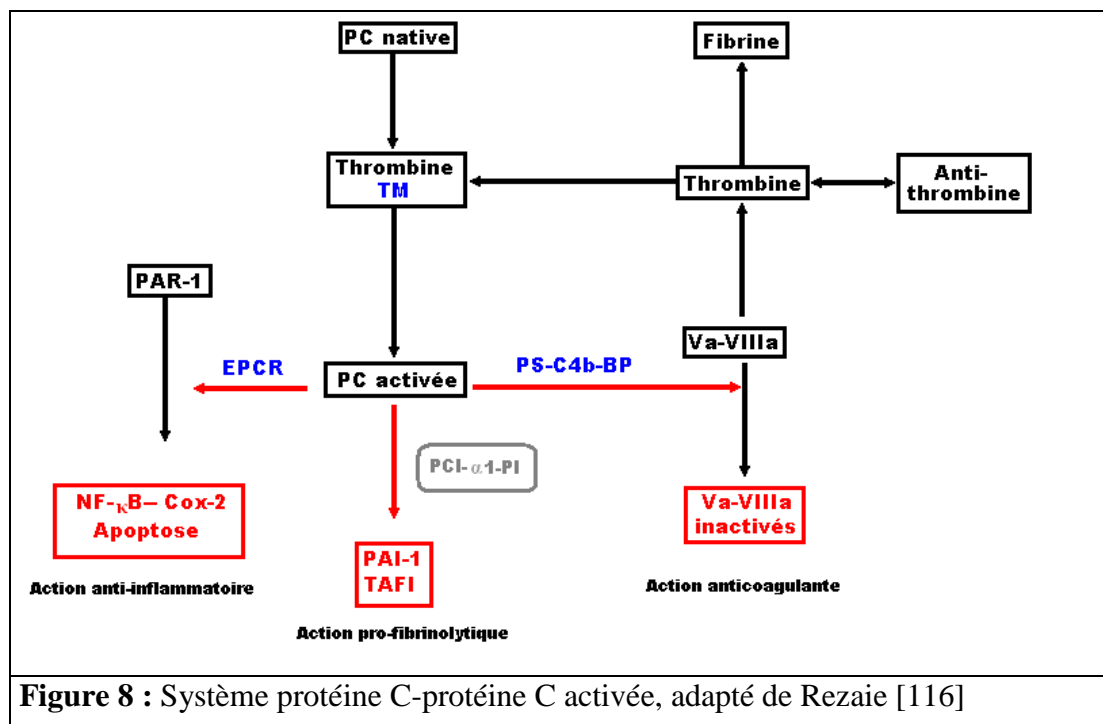 PC native
Fibrine
Thrombine
TM
Thrombine
Anti-
thrombine
PAR-1
Va-VIIIa
EPCR
PC activée
PS-C4b-BP
PCI-α1-PI
NF-κB– Cox-2
Apoptose
Va-VIIIa
inactivés
PAI-1
TAFI
Action anti-inflammatoire
Action anticoagulante
Action pro-fibrinolytique
Figure 8 : Système protéine C-protéine C activée, adapté de Rezaie [116]